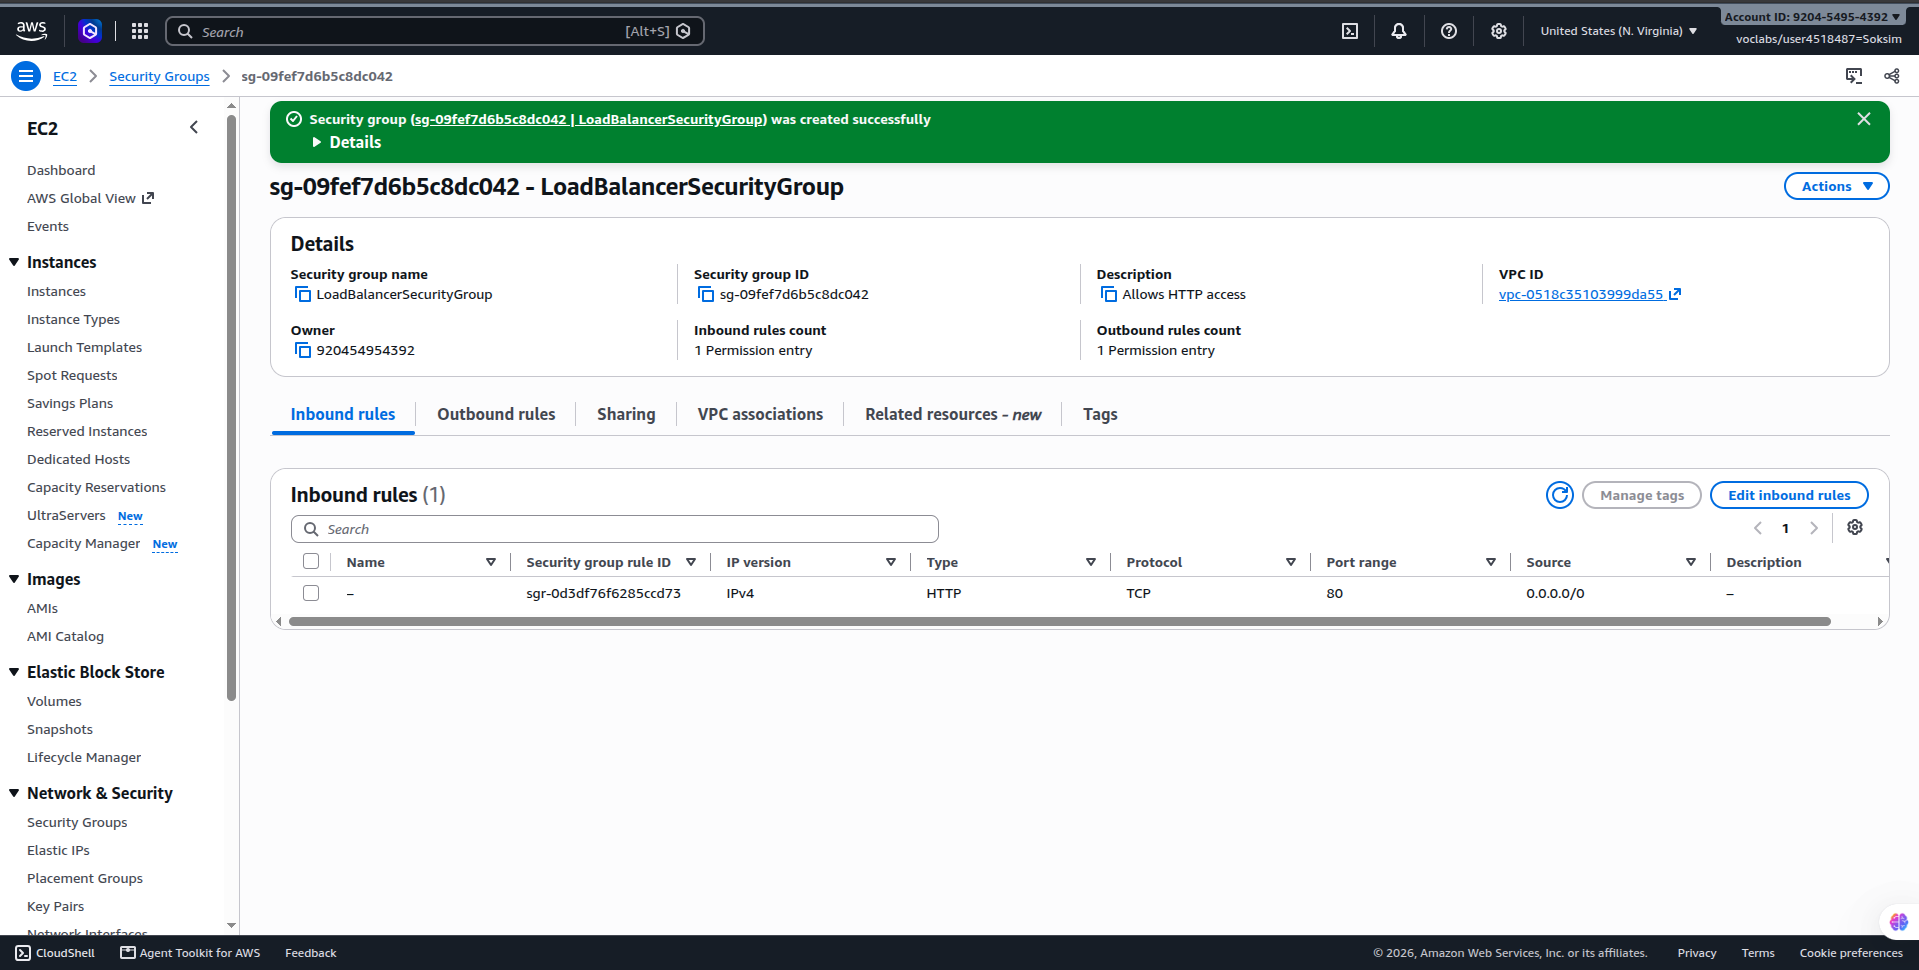 aws
Search
[Alt+S]
United States (N. Virginia)
Account ID: 9204-5495-4392
voclabs/user4518487=Soksim
EC2
Security Groups
sg-09fef7d6b5c8dc042
EC2
Dashboard
AWS Global View
Events
Instances
Instances
Instance Types
Launch Templates
Spot Requests
Savings Plans
Reserved Instances
Dedicated Hosts
Capacity Reservations
UltraServers New
Capacity Manager New
Images
AMIs
AMI Catalog
Elastic Block Store
Volumes
Snapshots
Lifecycle Manager
Network & Security
Security Groups
Elastic IPs
Placement Groups
Key Pairs
Network Interfaces
Security group (sg-09fef7d6b5c8dc042 | LoadBalancerSecurityGroup) was created successfully
Details
sg-09fef7d6b5c8dc042 - LoadBalancerSecurityGroup
Actions
Details
Security group name
LoadBalancerSecurityGroup
Security group ID
sg-09fef7d6b5c8dc042
Description
Allows HTTP access
VPC ID
vpc-0518c35103999da55
Owner
920454954392
Inbound rules count
1 Permission entry
Outbound rules count
1 Permission entry
Inbound rules
Outbound rules
Sharing
VPC associations
Related resources - new
Tags
Inbound rules (1)
Manage tags
Edit inbound rules
Search
1
Name Security group rule ID IP version Type Protocol Port range Source Description
– sgr-0d3df76f6285ccd73 IPv4 HTTP TCP 80 0.0.0.0/0 –
CloudShell
Agent Toolkit for AWS
Feedback
© 2026, Amazon Web Services, Inc. or its affiliates.
Privacy
Terms
Cookie preferences